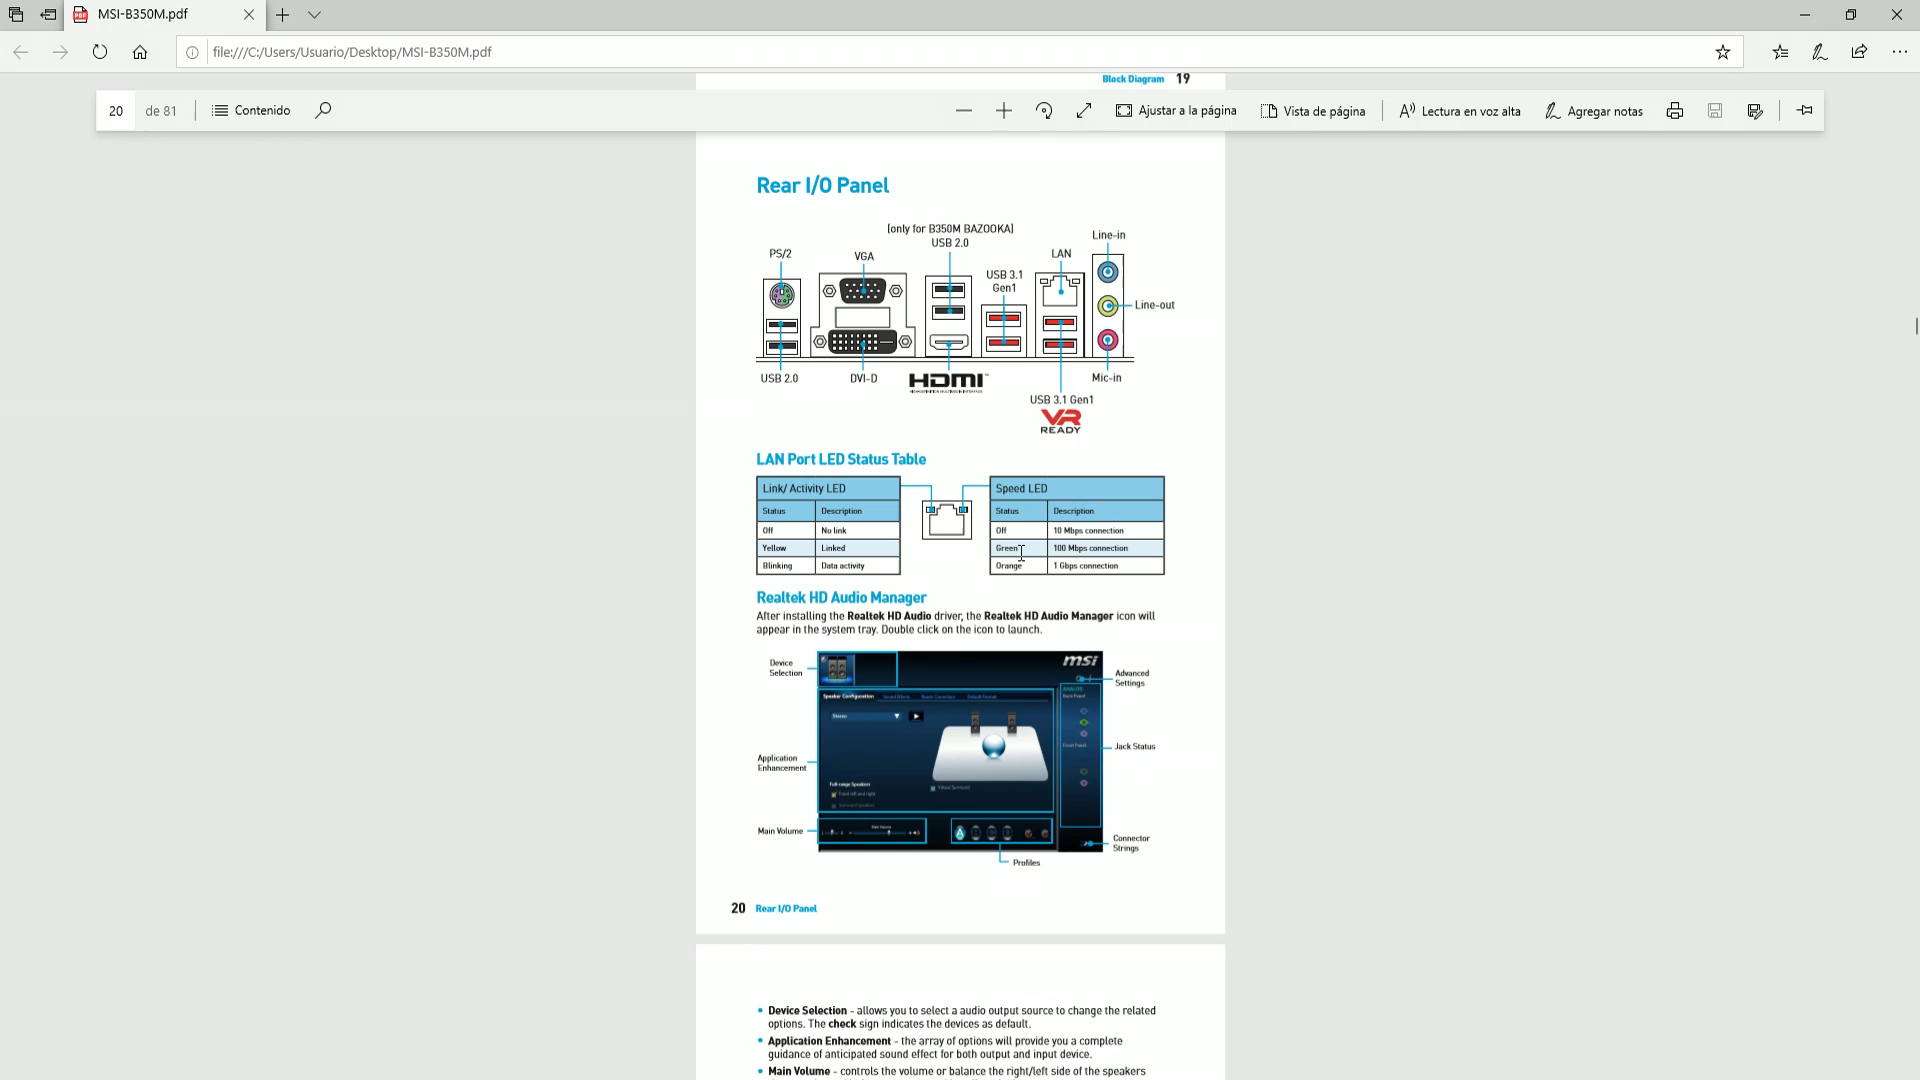 MSI-B350M.pdf
file:///C:/Users/Usuario/Desktop/MSI-B350M.pdf
Block Diagram 19
20 de 81 Contenido Ajustar a la página Vista de página Lectura en voz alta Agregar notas
Rear I/O Panel
(only for B350M BAZOOKA)
USB 2.0
Line-in
PS/2
VGA
LAN
USB 3.1
Gen1
Line-out
USB 2.0
DVI-D
HDMI
Mic-in
USB 3.1 Gen1
VR
READY
LAN Port LED Status Table
Link/ Activity LED
Status Description
Off No link
Yellow Linked
Blinking Data activity
Speed LED
Status Description
Off 10 Mbps connection
Green 100 Mbps connection
Orange 1 Gbps connection
Realtek HD Audio Manager
After installing the Realtek HD Audio driver, the Realtek HD Audio Manager icon will
appear in the system tray. Double click on the icon to launch.
Device
Selection
msi
Advanced
Settings
Speaker Configuration
Stereo
Jack Status
Application
Enhancement
Full-range Speakers
Virtual Surround
Main Volume
Connector
Strings
Profiles
20 Rear I/O Panel
• Device Selection - allows you to select a audio output source to change the related
options. The check sign indicates the devices as default.
• Application Enhancement - the array of options will provide you a complete
guidance of anticipated sound effect for both output and input device.
• Main Volume - controls the volume or balance the right/left side of the speakers